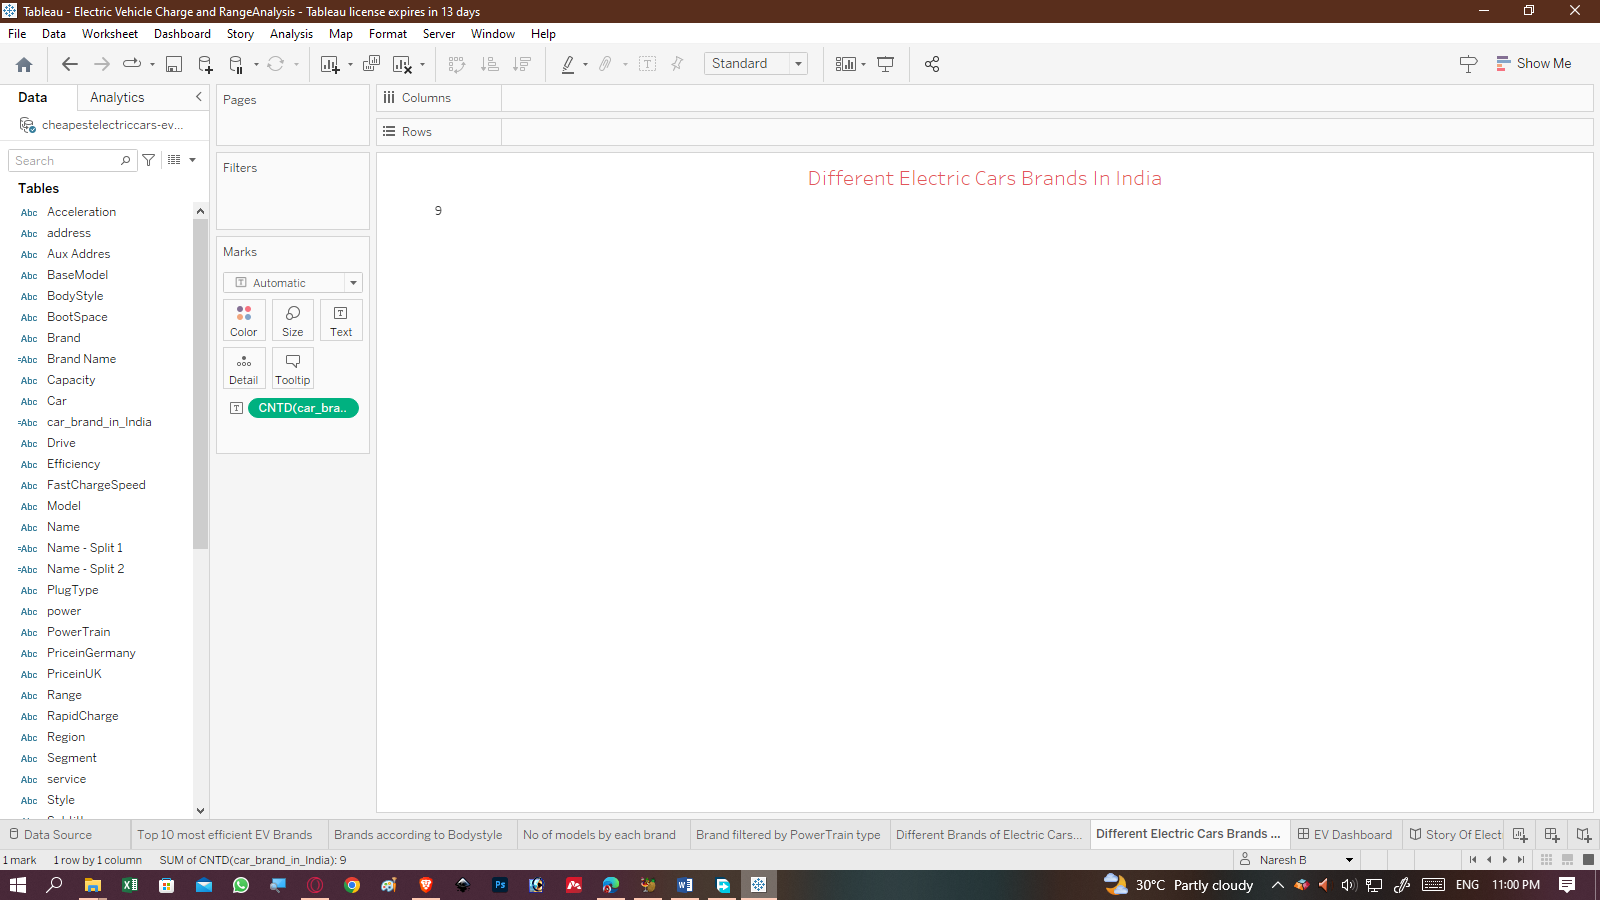 Tableau - Electric Vehicle Charge and RangeAnalysis - Tableau license expires in 13 days
File Data Worksheet Dashboard Story Analysis Map Format Server Window Help
Standard
Show Me
Data Analytics
cheapestelectriccars-ev...
Search
Tables
Abc Acceleration
Abc address
Abc Aux Addres
Abc BaseModel
Abc BodyStyle
Abc BootSpace
Abc Brand
=Abc Brand Name
Abc Capacity
Abc Car
=Abc car_brand_in_India
Abc Drive
Abc Efficiency
Abc FastChargeSpeed
Abc Model
Abc Name
=Abc Name - Split 1
=Abc Name - Split 2
Abc PlugType
Abc power
Abc PowerTrain
Abc PriceinGermany
Abc PriceinUK
Abc Range
Abc RapidCharge
Abc Region
Abc Segment
Abc service
Abc Style
Pages
Filters
Marks
T Automatic
Color Size T Text
Detail Tooltip
T CNTD(car_bra..
Columns
Rows
Different Electric Cars Brands In India
9
Data Source Top 10 most efficient EV Brands Brands according to Bodystyle No of models by each brand Brand filtered by PowerTrain type Different Brands of Electric Cars... Different Electric Cars Brands ... EV Dashboard Story Of Electi
1 mark 1 row by 1 column SUM of CNTD(car_brand_in_India): 9 Naresh B
30°C Partly cloudy ENG 11:00 PM